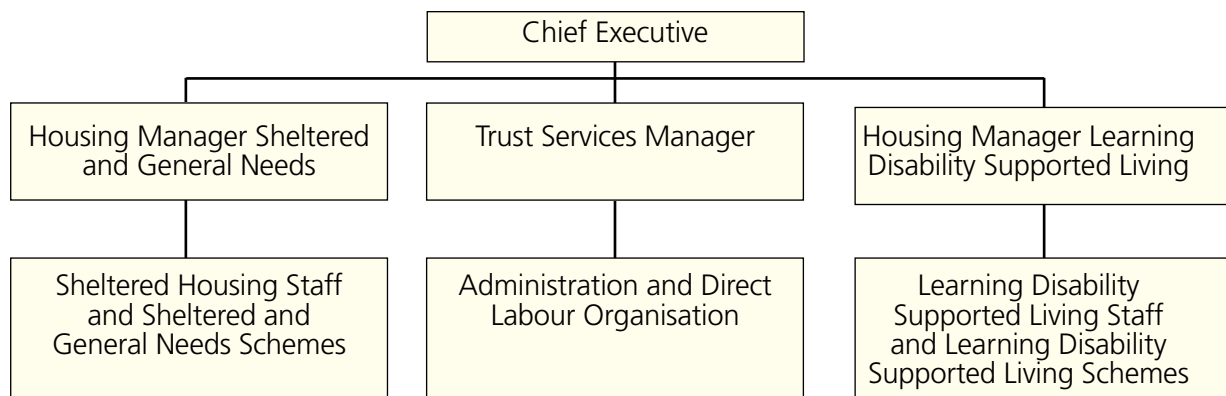 Chief Executive
Housing Manager Sheltered
and General Needs
Trust Services Manager
Housing Manager Learning
Disability Supported Living
Sheltered Housing Staff
and Sheltered and
General Needs Schemes
Administration and Direct
Labour Organisation
Learning Disability
Supported Living Staff
and Learning Disability
Supported Living Schemes